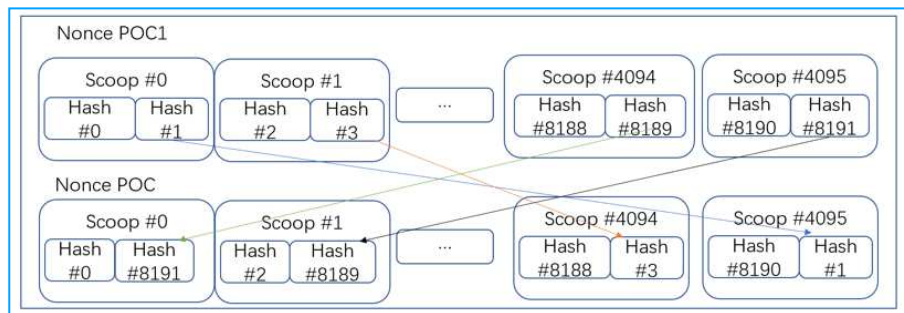 Nonce POC1
Scoop #0 Scoop #1 Scoop #4094 Scoop #4095
Hash Hash Hash Hash ... Hash Hash Hash Hash
#0 #1 #2 #3 #8188 #8189 #8190 #8191
Nonce POC
Scoop #0 Scoop #1 Scoop #4094 Scoop #4095
Hash Hash Hash Hash ... Hash Hash Hash Hash
#0 #8191 #2 #8189 #8188 #3 #8190 #1